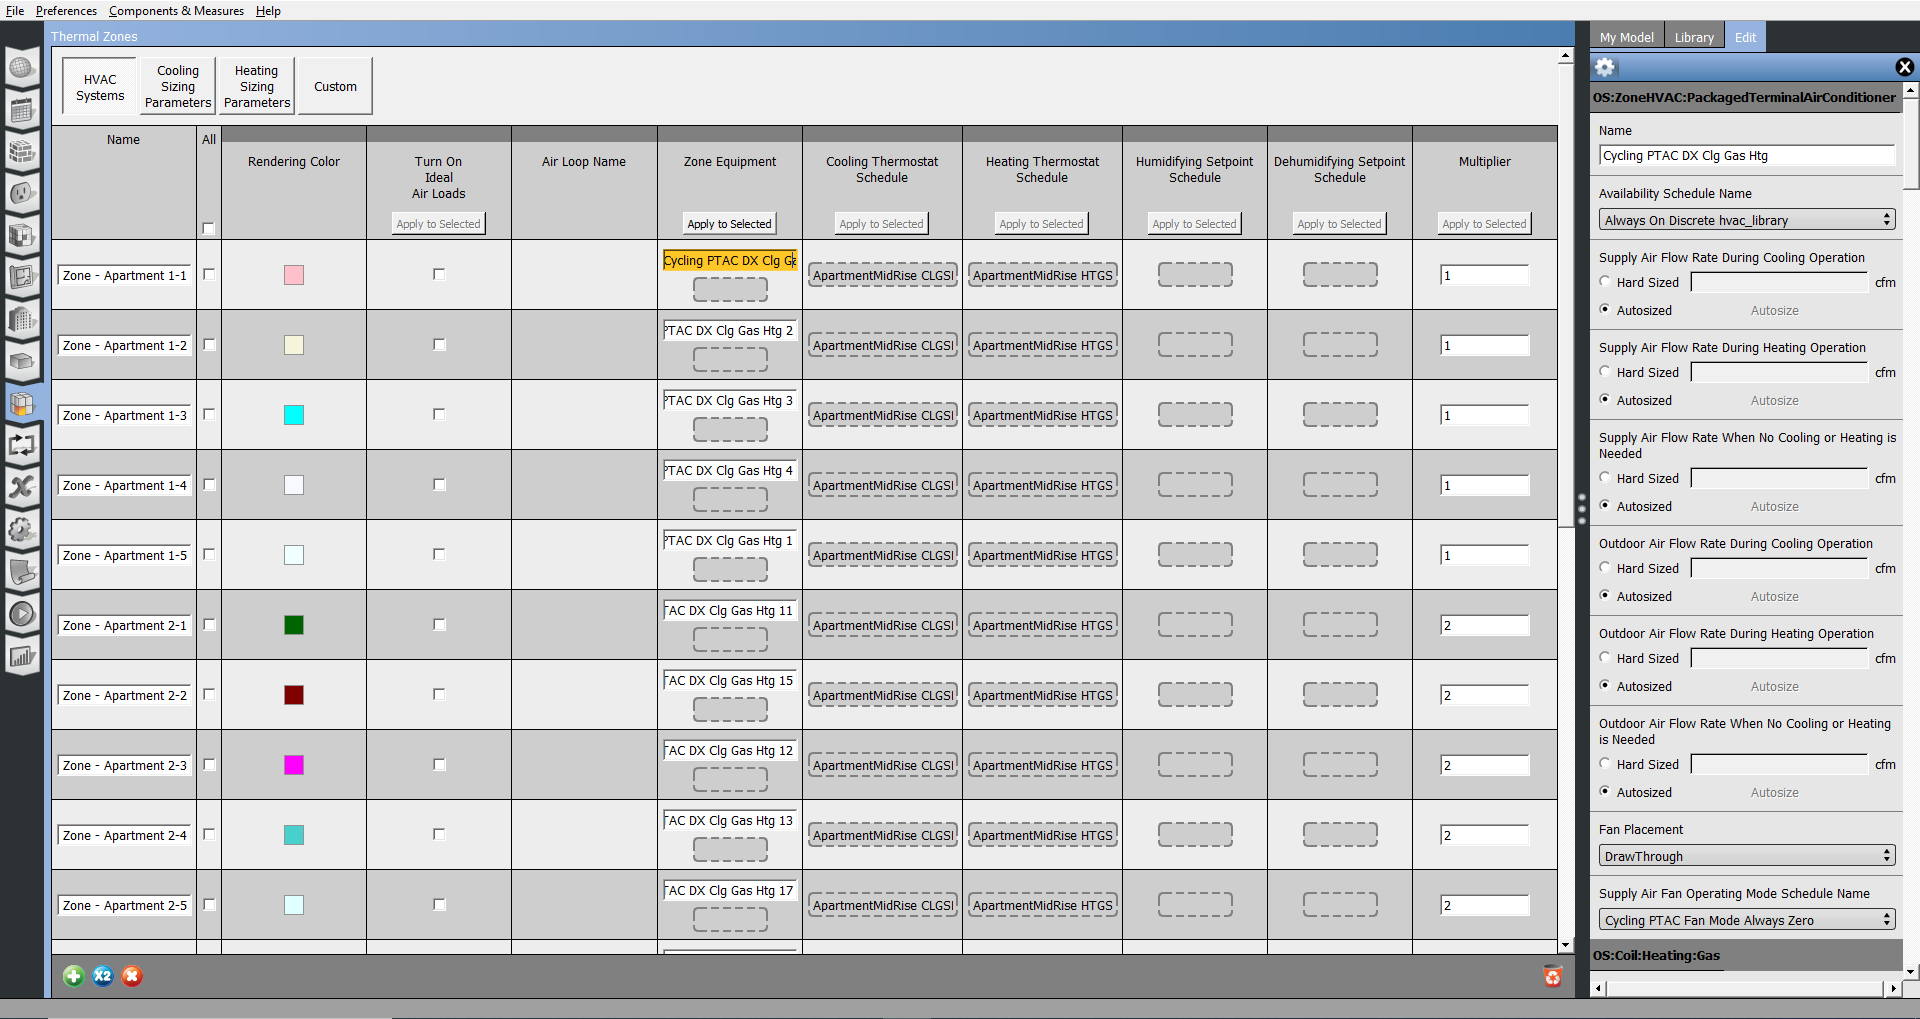 File Preferences Components & Measures Help
Thermal Zones
HVAC Systems
Cooling Sizing Parameters
Heating Sizing Parameters
Custom
Name All Rendering Color Turn On Ideal Air Loads Air Loop Name Zone Equipment Cooling Thermostat Schedule Heating Thermostat Schedule Humidifying Setpoint Schedule Dehumidifying Setpoint Schedule Multiplier
Apply to Selected Apply to Selected Apply to Selected Apply to Selected Apply to Selected Apply to Selected Apply to Selected
Zone - Apartment 1-1 Cycling PTAC DX Clg Ga ApartmentMidRise CLGS ApartmentMidRise HTGS 1
Zone - Apartment 1-2 PTAC DX Clg Gas Htg 2 ApartmentMidRise CLGS ApartmentMidRise HTGS 1
Zone - Apartment 1-3 PTAC DX Clg Gas Htg 3 ApartmentMidRise CLGS ApartmentMidRise HTGS 1
Zone - Apartment 1-4 PTAC DX Clg Gas Htg 4 ApartmentMidRise CLGS ApartmentMidRise HTGS 1
Zone - Apartment 1-5 PTAC DX Clg Gas Htg 1 ApartmentMidRise CLGS ApartmentMidRise HTGS 1
Zone - Apartment 2-1 TAC DX Clg Gas Htg 11 ApartmentMidRise CLGS ApartmentMidRise HTGS 2
Zone - Apartment 2-2 TAC DX Clg Gas Htg 15 ApartmentMidRise CLGS ApartmentMidRise HTGS 2
Zone - Apartment 2-3 TAC DX Clg Gas Htg 12 ApartmentMidRise CLGS ApartmentMidRise HTGS 2
Zone - Apartment 2-4 TAC DX Clg Gas Htg 13 ApartmentMidRise CLGS ApartmentMidRise HTGS 2
Zone - Apartment 2-5 TAC DX Clg Gas Htg 17 ApartmentMidRise CLGS ApartmentMidRise HTGS 2
X2
My Model Library Edit
OS:ZoneHVAC:PackagedTerminalAirConditioner
Name
Cycling PTAC DX Clg Gas Htg
Availability Schedule Name
Always On Discrete hvac_library
Supply Air Flow Rate During Cooling Operation
Hard Sized cfm
Autosized Autosize
Supply Air Flow Rate During Heating Operation
Hard Sized cfm
Autosized Autosize
Supply Air Flow Rate When No Cooling or Heating is
Needed
Hard Sized cfm
Autosized Autosize
Outdoor Air Flow Rate During Cooling Operation
Hard Sized cfm
Autosized Autosize
Outdoor Air Flow Rate During Heating Operation
Hard Sized cfm
Autosized Autosize
Outdoor Air Flow Rate When No Cooling or Heating
is Needed
Hard Sized cfm
Autosized Autosize
Fan Placement
DrawThrough
Supply Air Fan Operating Mode Schedule Name
Cycling PTAC Fan Mode Always Zero
OS:Coil:Heating:Gas